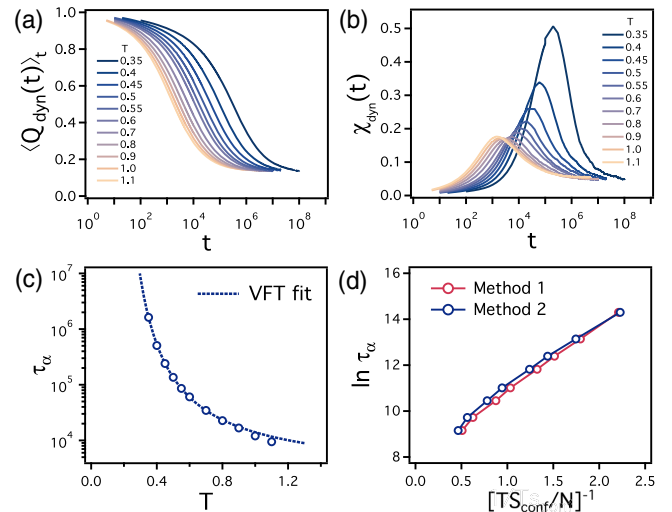 (a)
1.0
0.8
0.6
0.4
0.2
0.0
⟨Q_dyn(t)⟩_t
T
0.35
0.4
0.45
0.5
0.55
0.6
0.7
0.8
0.9
1.0
1.1
10^0 10^2 10^4 10^6 10^8
t
(b)
0.5
0.4
0.3
0.2
0.1
0.0
χ_dyn(t)
T
0.35
0.4
0.45
0.5
0.55
0.6
0.7
0.8
0.9
1.0
1.1
10^0 10^2 10^4 10^6 10^8
t
(c)
10^7
10^6
10^5
10^4
τ_α
VFT fit
0.0 0.4 0.8 1.2
T
(d)
16
14
12
10
8
ln τ_α
Method 1
Method 2
0.0 0.5 1.0 1.5 2.0 2.5
[TS_conf/N]^-1